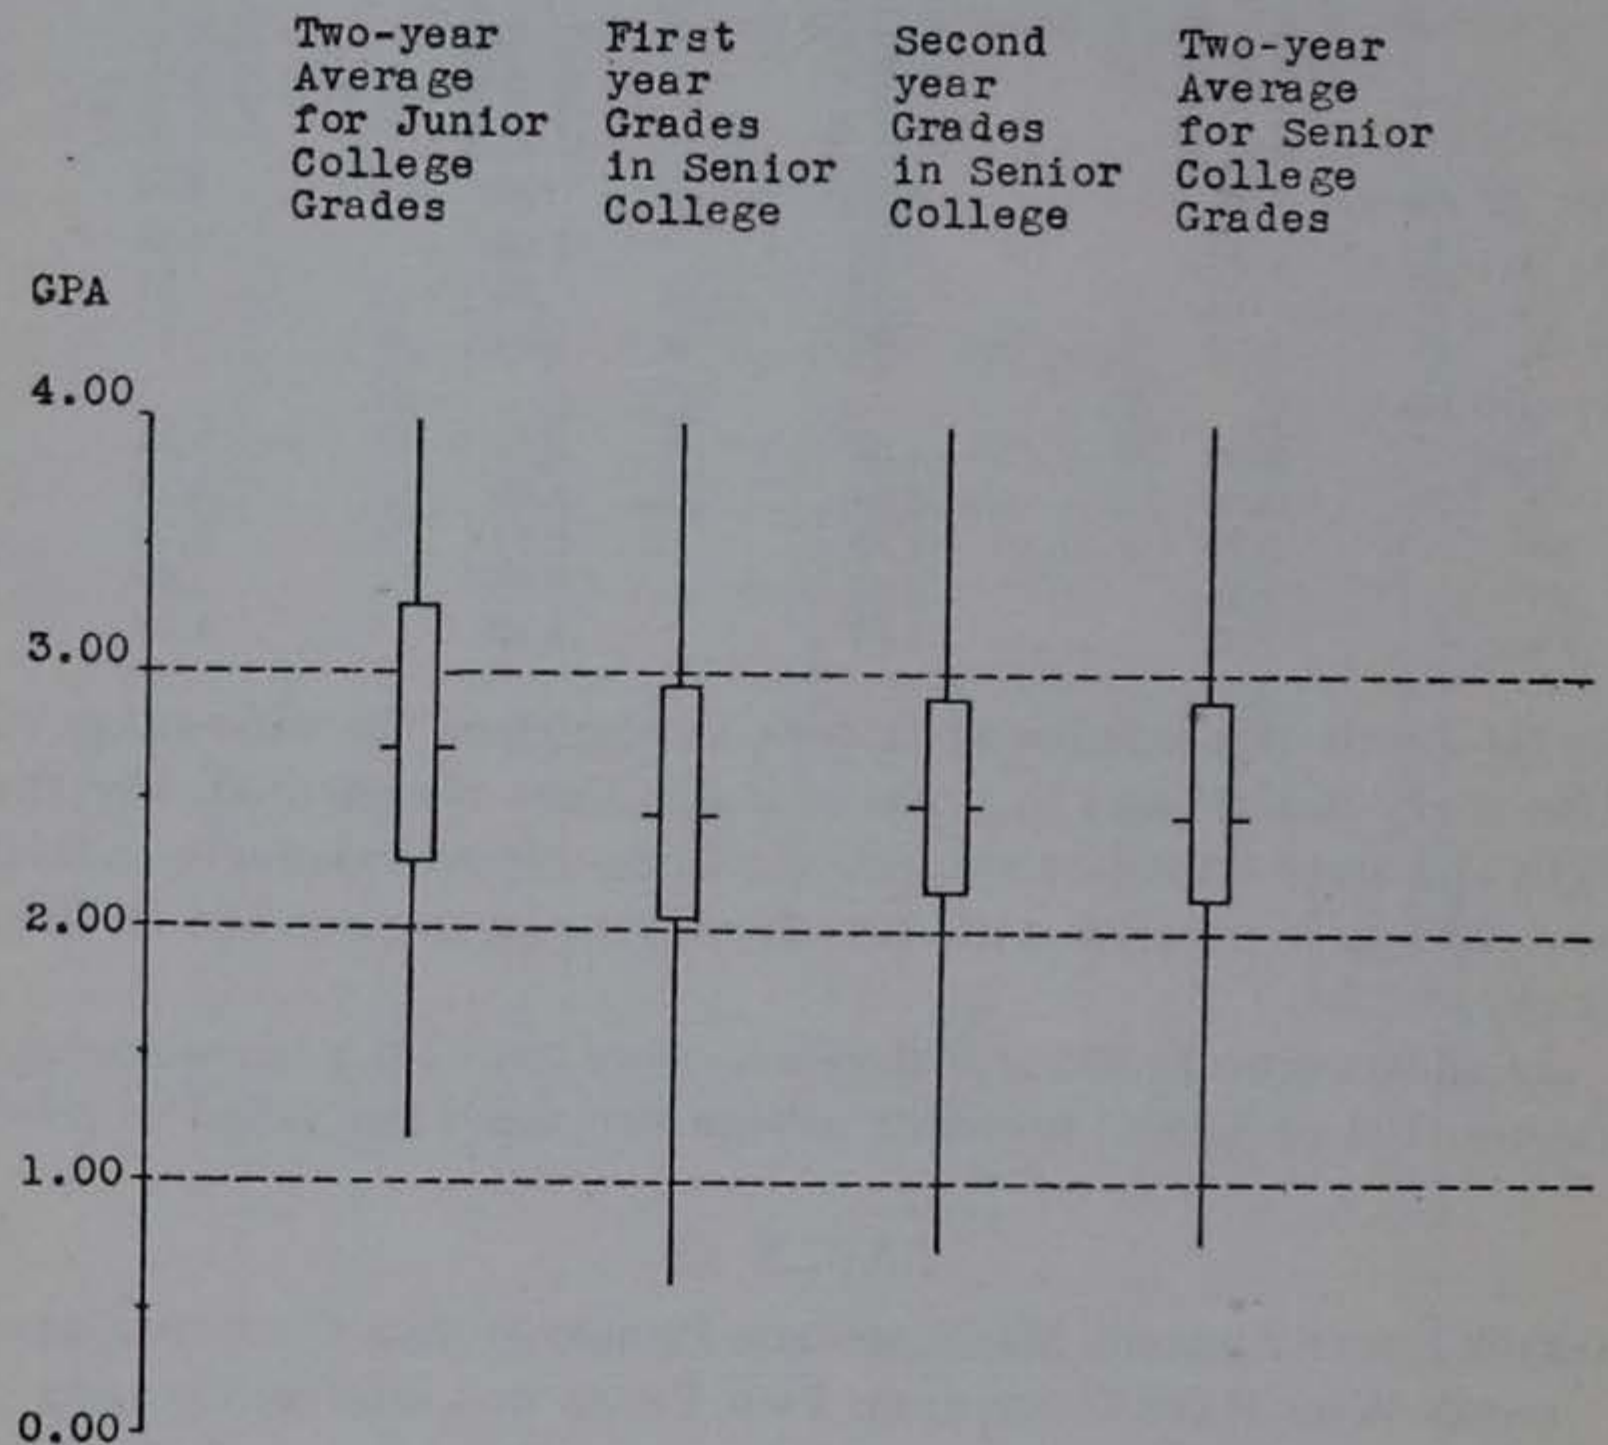 Two-year
Average
for Junior
College
Grades
First
year
Grades
in Senior
College
Second
year
Grades
in Senior
College
Two-year
Average
for Senior
College
Grades
GPA
4.00
3.00
2.00
1.00
0.00